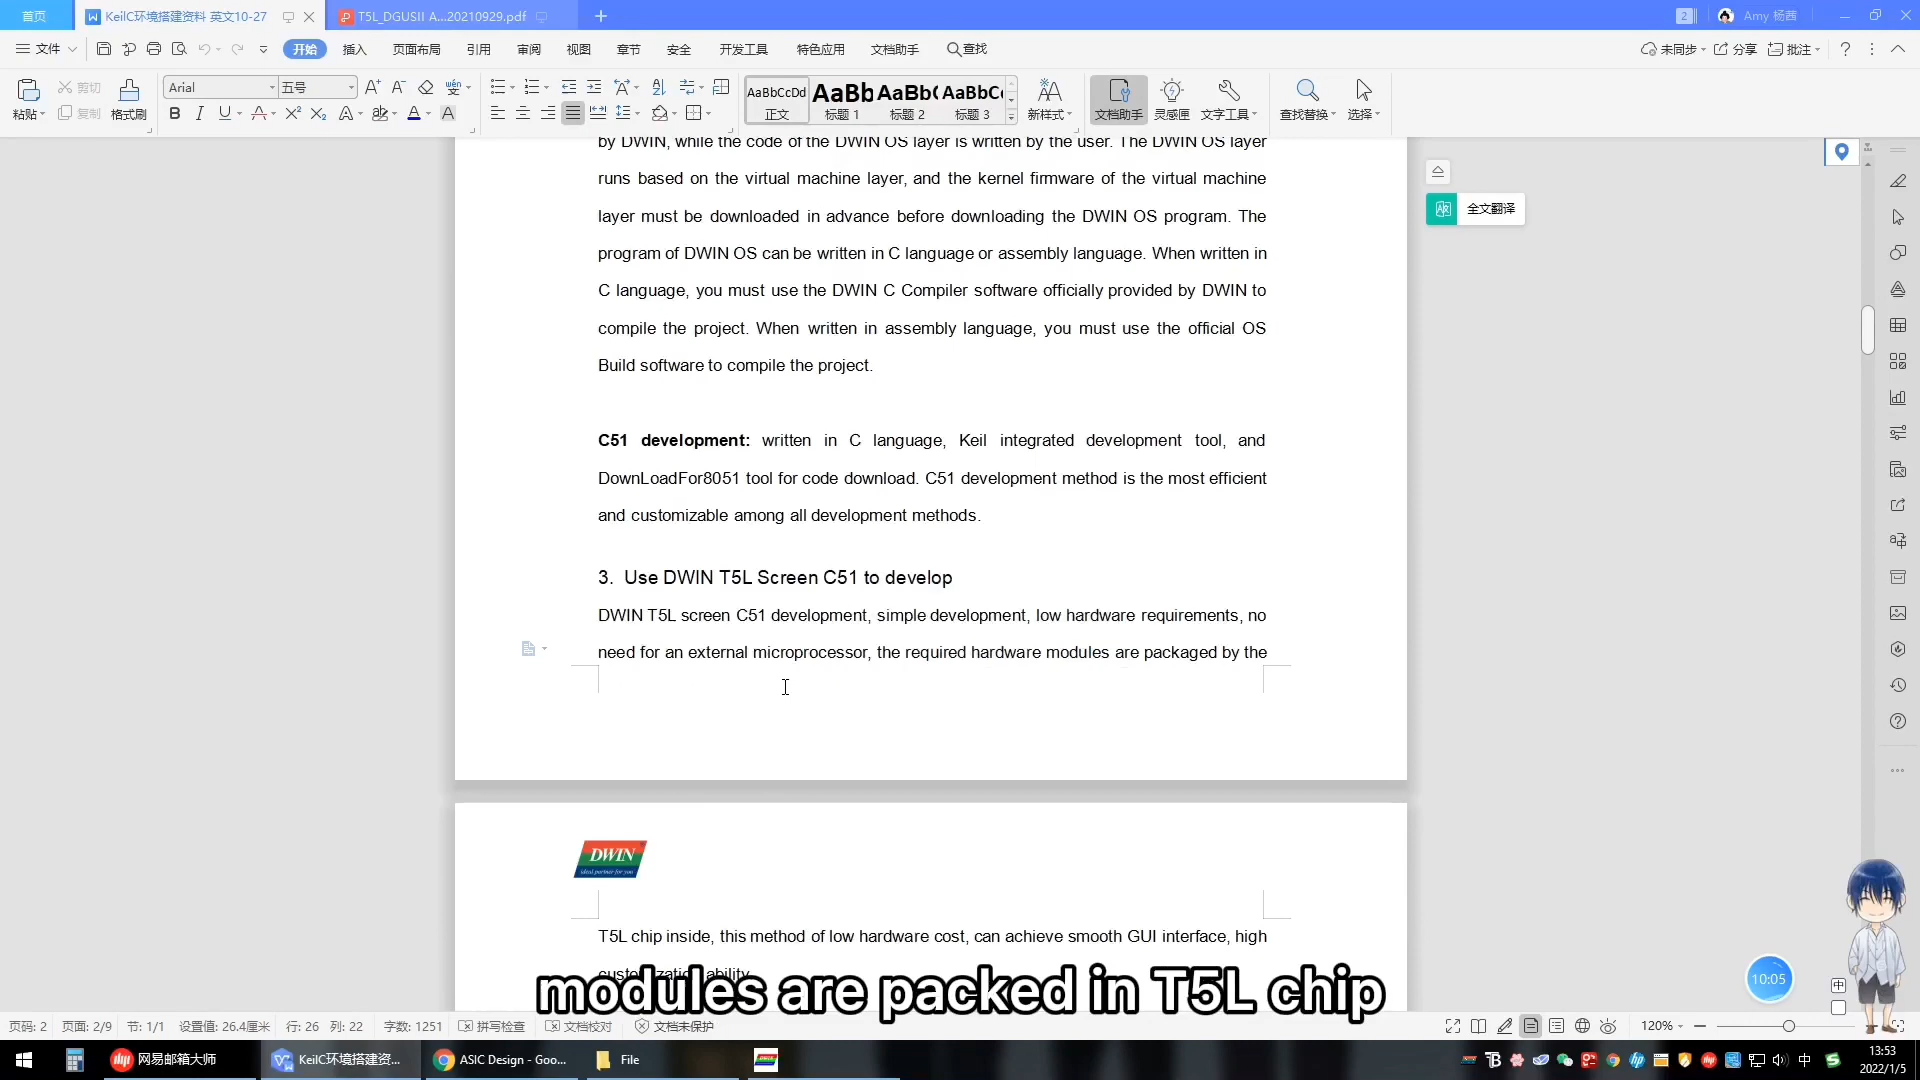 首页
KeilC环境搭建资料 英文10-27
T5L_DGUSII A...20210929.pdf
2
Amy 杨茜
文件
开始
插入
页面布局
引用
审阅
视图
章节
安全
开发工具
特色应用
文档助手
查找
未同步
分享
批注
粘贴
剪切
复制
格式刷
Arial
五号
AaBbCcDd
正文
AaBb
标题 1
AaBb(
标题 2
AaBbC
标题 3
新样式
文档助手
灵感匣
文字工具
查找替换
选择
by DWIN, while the code of the DWIN OS layer is written by the user. The DWIN OS layer
runs based on the virtual machine layer, and the kernel firmware of the virtual machine
layer must be downloaded in advance before downloading the DWIN OS program. The
program of DWIN OS can be written in C language or assembly language. When written in
C language, you must use the DWIN C Compiler software officially provided by DWIN to
compile the project. When written in assembly language, you must use the official OS
Build software to compile the project.
全文翻译
C51 development: written in C language, Keil integrated development tool, and
DownLoadFor8051 tool for code download. C51 development method is the most efficient
and customizable among all development methods.
3. Use DWIN T5L Screen C51 to develop
DWIN T5L screen C51 development, simple development, low hardware requirements, no
need for an external microprocessor, the required hardware modules are packaged by the
DWIN
ideal partner for you
T5L chip inside, this method of low hardware cost, can achieve smooth GUI interface, high
customization ability
modules are packed in T5L chip
10:05
中
页码: 2
页面: 2/9
节: 1/1
设置值: 26.4厘米
行: 26
列: 22
字数: 1251
拼写检查
文档校对
文档未保护
120%
网易邮箱大师
KeilC环境搭建资...
ASIC Design - Goo...
File
中
13:53
2022/1/5